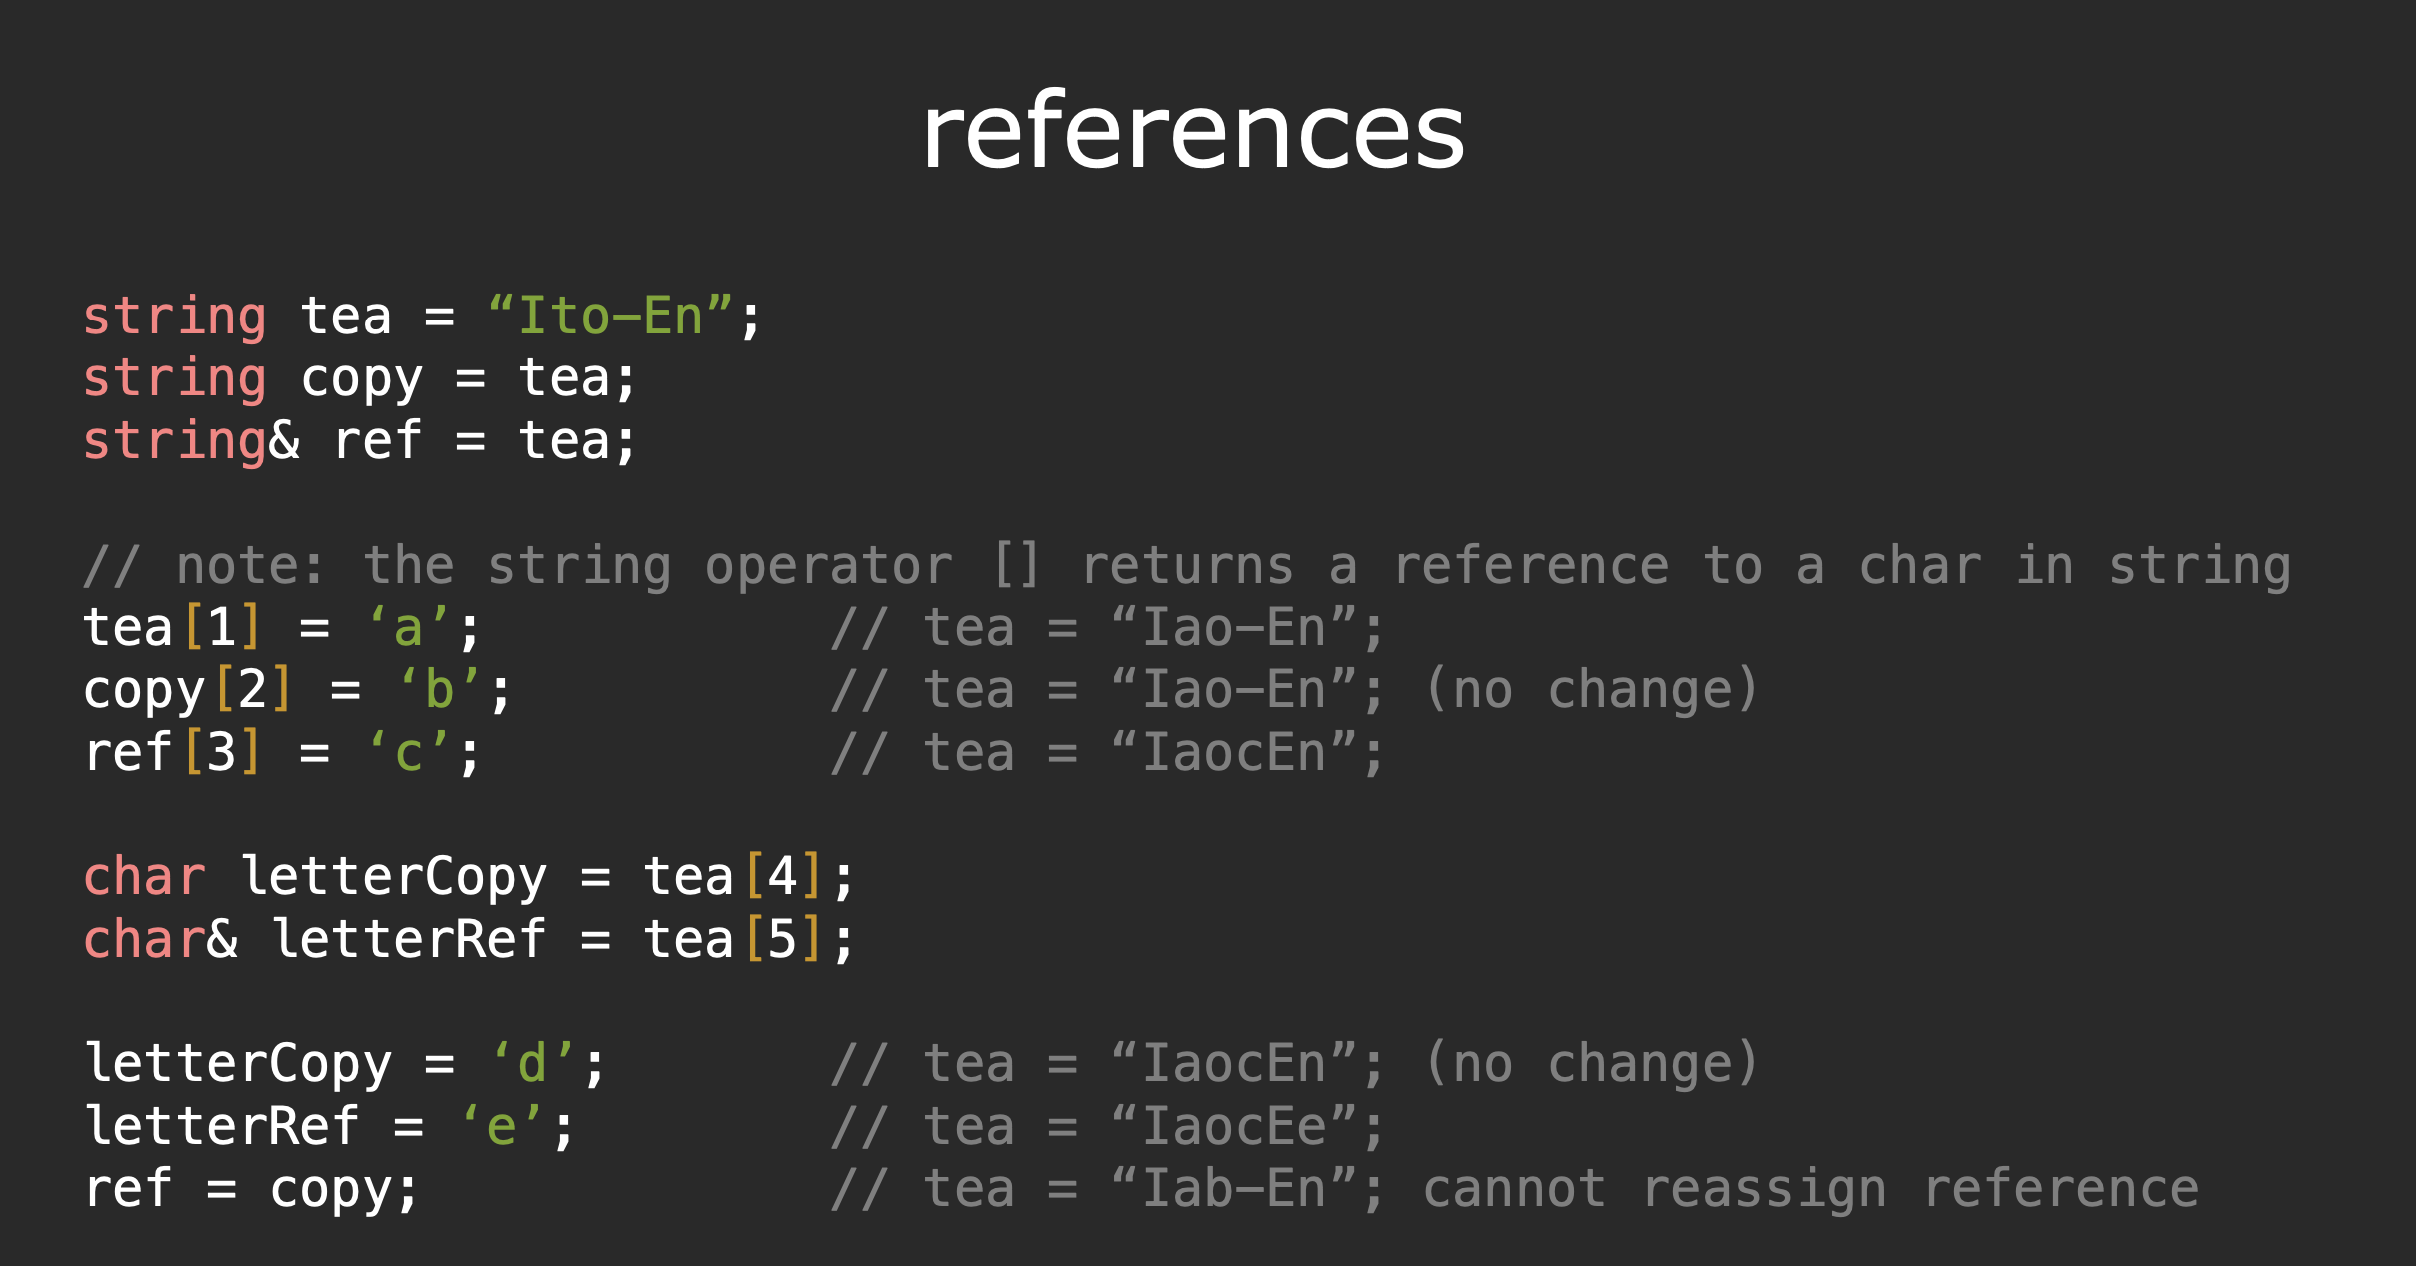 references
string tea = “Ito-En”;
string copy = tea;
string& ref = tea;
// note: the string operator [] returns a reference to a char in string
tea[1] = ‘a’; // tea = “Iao-En”;
copy[2] = ‘b’; // tea = “Iao-En”; (no change)
ref[3] = ‘c’; // tea = “IaocEn”;
char letterCopy = tea[4];
char& letterRef = tea[5];
letterCopy = ‘d’; // tea = “IaocEn”; (no change)
letterRef = ‘e’; // tea = “IaocEe”;
ref = copy; // tea = “Iab-En”; cannot reassign reference